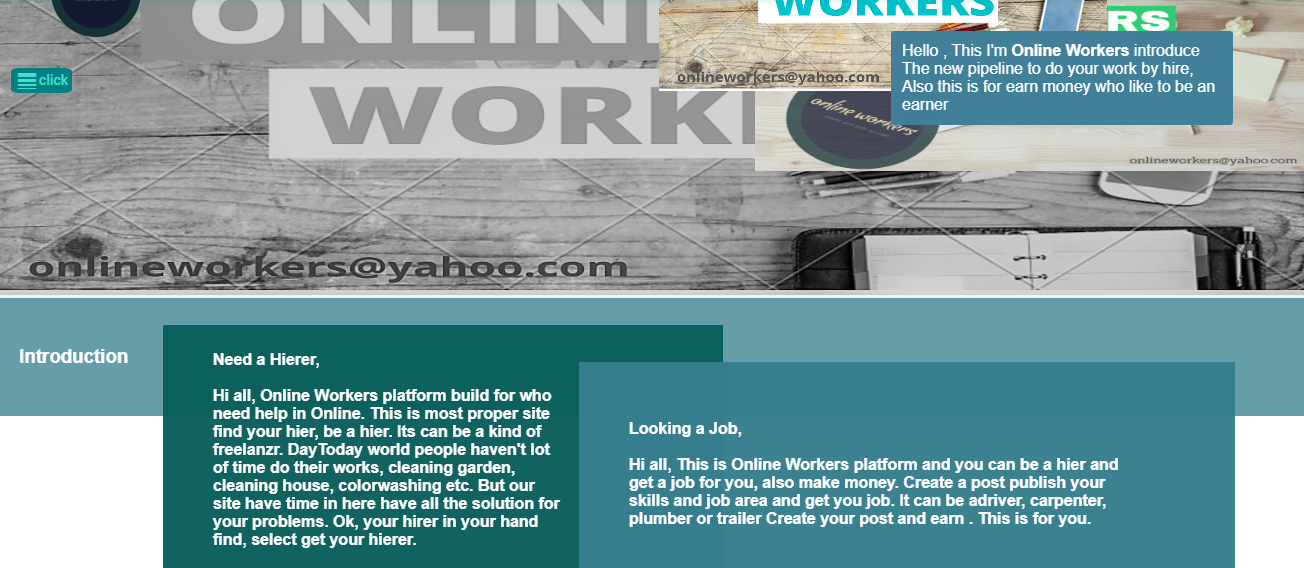 ONLIN
WORKERS
RS
click
WORK
Hello , This I'm Online Workers introduce
The new pipeline to do your work by hire,
Also this is for earn money who like to be an
earner
onlineworkers@yahoo.com
online workers
onlineworkers@yahoo.com
onlineworkers@yahoo.com
Introduction
Need a Hierer,
Hi all, Online Workers platform build for who
need help in Online. This is most proper site
find your hier, be a hier. Its can be a kind of
freelanzr. DayToday world people haven't lot
of time do their works, cleaning garden,
cleaning house, colorwashing etc. But our
site have time in here have all the solution for
your problems. Ok, your hirer in your hand
find, select get your hierer.
Looking a Job,
Hi all, This is Online Workers platform and you can be a hier and
get a job for you, also make money. Create a post publish your
skills and job area and get you job. It can be adriver, carpenter,
plumber or trailer Create your post and earn . This is for you.